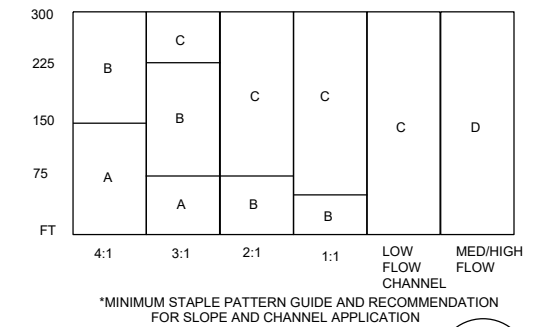 300
C
225
B
C
C
150
B
C
D
75
A
A
B
B
FT
4:1
3:1
2:1
1:1
LOW
FLOW
CHANNEL
MED/HIGH
FLOW
*MINIMUM STAPLE PATTERN GUIDE AND RECOMMENDATION
FOR SLOPE AND CHANNEL APPLICATION